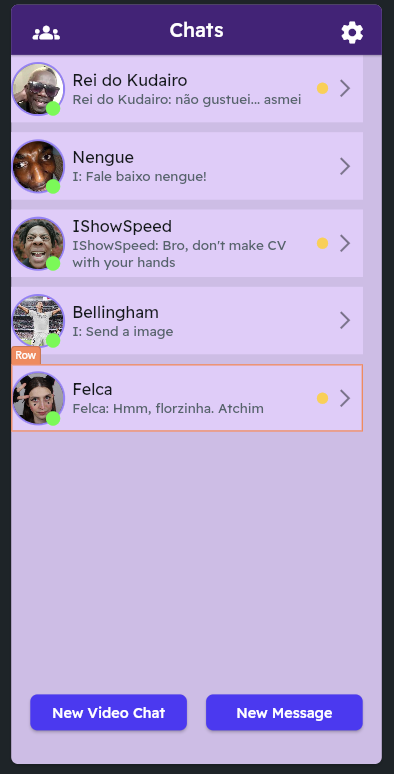 Chats
Rei do Kudairo
Rei do Kudairo: não gustuei... asmei
Nengue
I: Fale baixo nengue!
IShowSpeed
IShowSpeed: Bro, don't make CV
with your hands
Bellingham
I: Send a image
Row
Felca
Felca: Hmm, florzinha. Atchim
New Video Chat
New Message